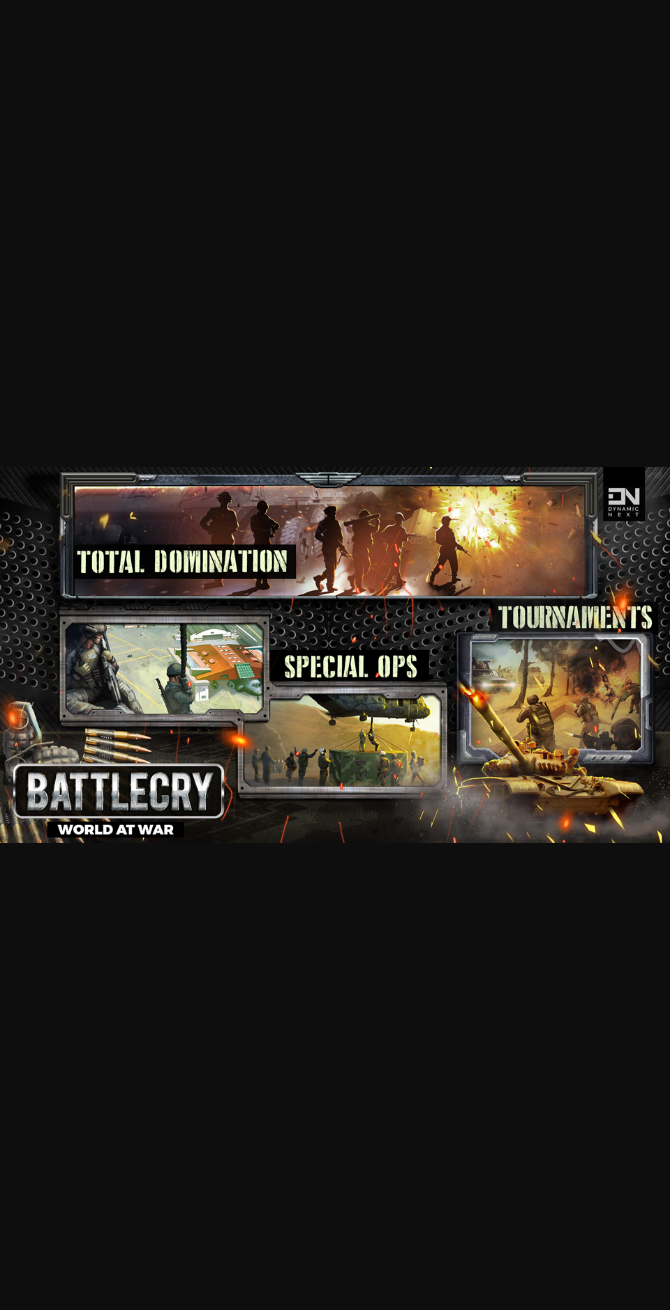 DN
DYNAMIC
NEXT
TOTAL DOMINATION
TOURNAMENTS
SPECIAL OPS
BATTLECRY
WORLD AT WAR